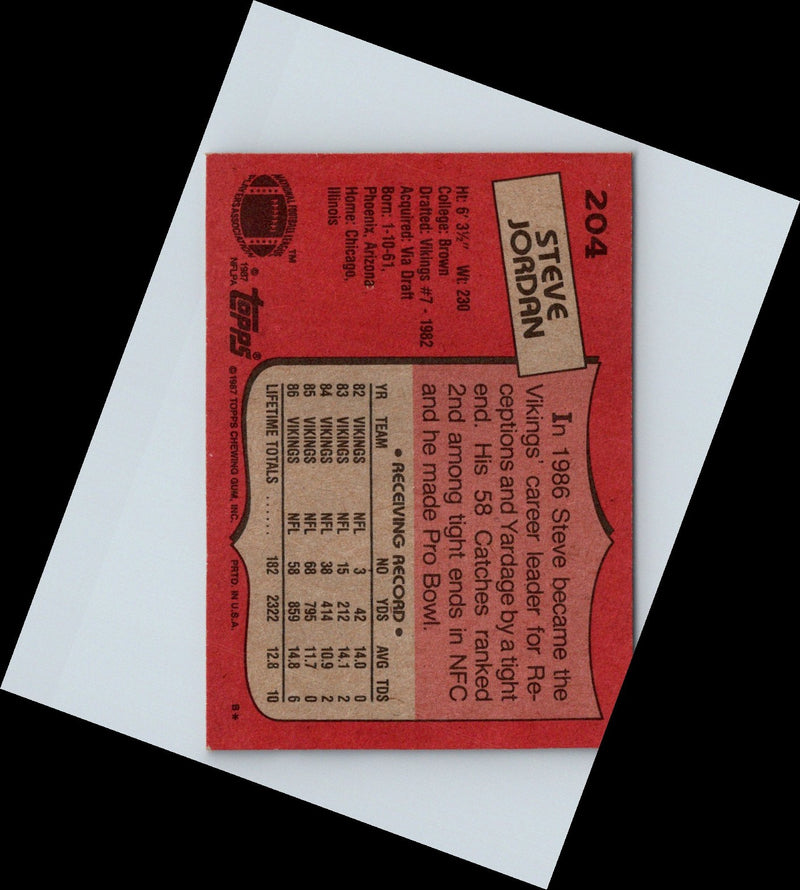 204
STEVE
JORDAN
Ht: 6' 3½" Wt: 230
College: Brown
Drafted: Vikings #7 - 1982
Acquired: Via Draft
Born: 1-10-61,
Phoenix, Arizona
Home: Chicago,
Illinois
NATIONAL FOOTBALL LEAGUE
PLAYERS ASSOCIATION
TM
© 1987
NFLPA
topps®
In 1986 Steve became the
Vikings' career leader for Re-
ceptions and Yardage by a tight
end. His 58 Catches ranked
2nd among tight ends in NFC
and he made Pro Bowl.
• RECEIVING RECORD •
YR TEAM NO YDS AVG TDS
82 VIKINGS NFL 3 42 14.0 0
83 VIKINGS NFL 15 212 14.1 2
84 VIKINGS NFL 38 414 10.9 2
85 VIKINGS NFL 68 795 11.7 0
86 VIKINGS NFL 58 859 14.8 6
LIFETIME TOTALS ...... 182 2322 12.8 10
© 1987 TOPPS CHEWING GUM, INC. PRTD. IN U.S.A. B*